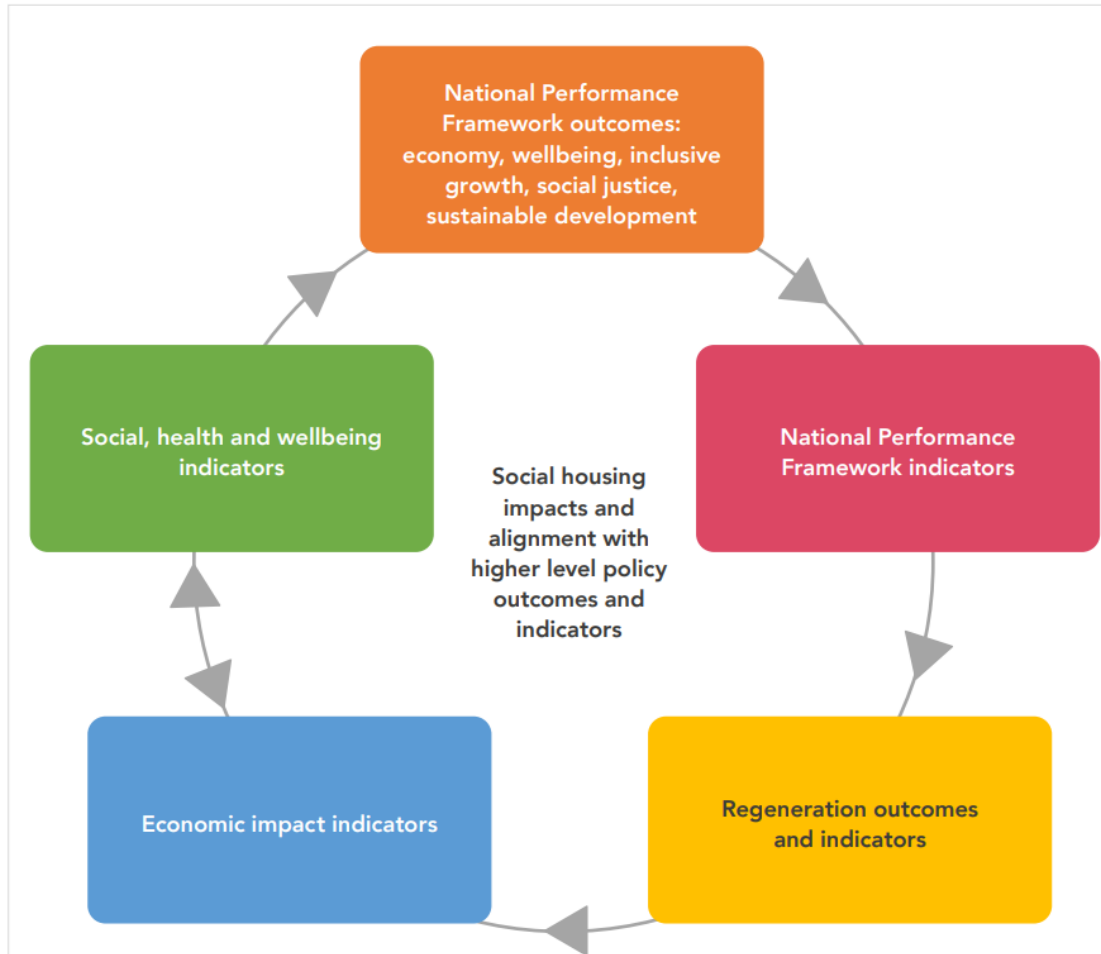 National Performance
Framework outcomes:
economy, wellbeing, inclusive
growth, social justice,
sustainable development
Social, health and wellbeing
indicators
National Performance
Framework indicators
Social housing
impacts and
alignment with
higher level policy
outcomes and
indicators
Economic impact indicators
Regeneration outcomes
and indicators